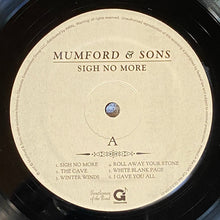 MUMFORD & SONS
SIGH NO MORE
A
1. SIGH NO MORE
2. THE CAVE
3. WINTER WINDS
4. ROLL AWAY YOUR STONE
5. WHITE BLANK PAGE
6. I GAVE YOU ALL
Gentlemen
of the Road
G